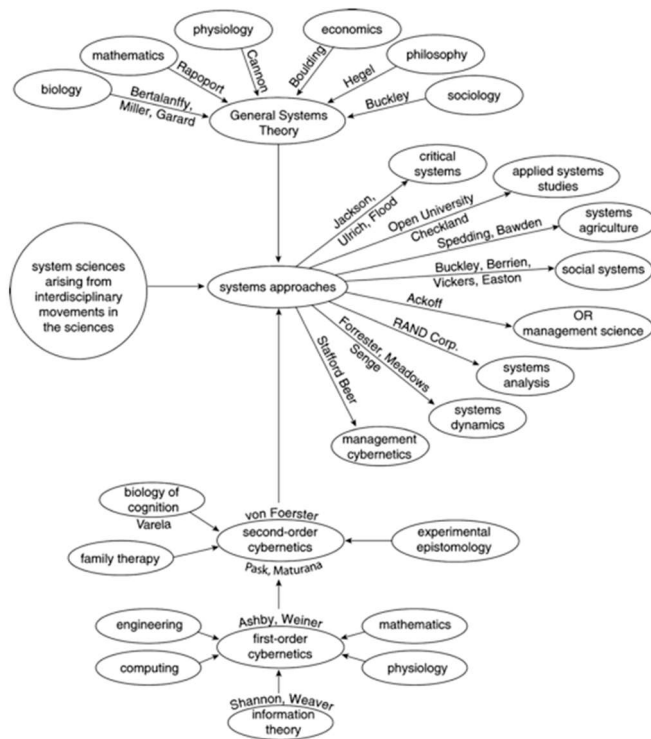 physiology
economics
mathematics
philosophy
biology
sociology
Bertalanffy,
Miller, Garard
Rapoport
Cannon
Boulding
Hegel
Buckley
General Systems
Theory
critical
systems
applied systems
studies
systems
agriculture
social systems
OR
management science
systems
analysis
systems
dynamics
management
cybernetics
Jackson,
Ulrich, Flood
Open University
Checkland
Spedding, Bawden
Buckley, Berrien,
Vickers, Easton
Ackoff
RAND Corp.
Forrester, Meadows
Senge
Stafford Beer
system sciences
arising from
interdisciplinary
movements in
the sciences
systems approaches
biology of
cognition
Varela
family therapy
von Foerster
second-order
cybernetics
Pask, Maturana
experimental
epistomology
engineering
computing
Ashby, Weiner
first-order
cybernetics
mathematics
physiology
Shannon, Weaver
information
theory